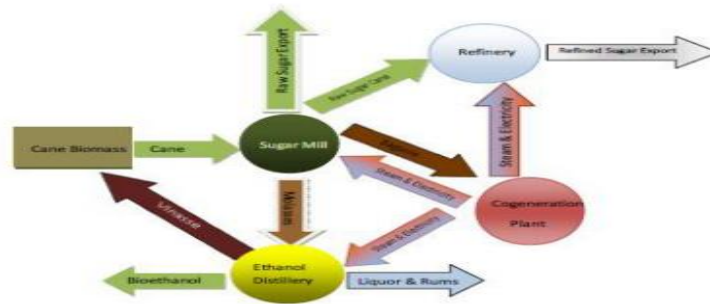 Raw Sugar Export
Refinery
Refined Sugar Export
Raw Sugar Cane
Steam & Electricity
Cane Biomass
Cane
Sugar Mill
Bagasse
Steam & Electricity
Cogeneration
Plant
Molasses
Steam & Electricity
Vinasse
Ethanol
Distillery
Bioethanol
Liquor & Rums